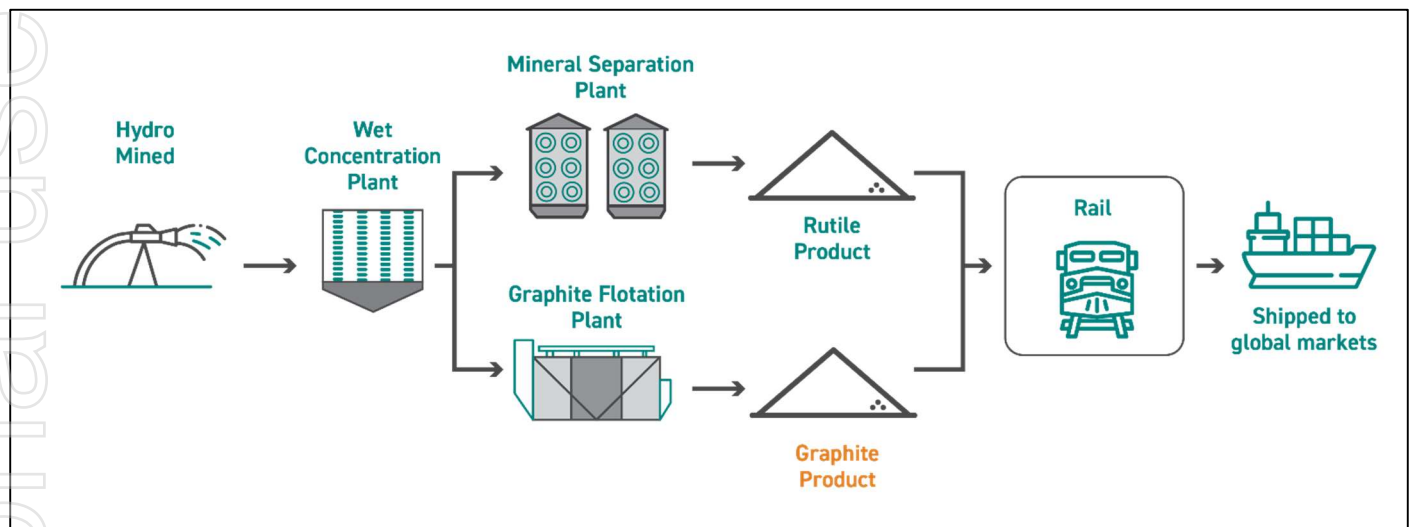 Hydro
Mined
Wet
Concentration
Plant
Mineral Separation
Plant
Graphite Flotation
Plant
Rutile
Product
Graphite
Product
Rail
Shipped to
global markets